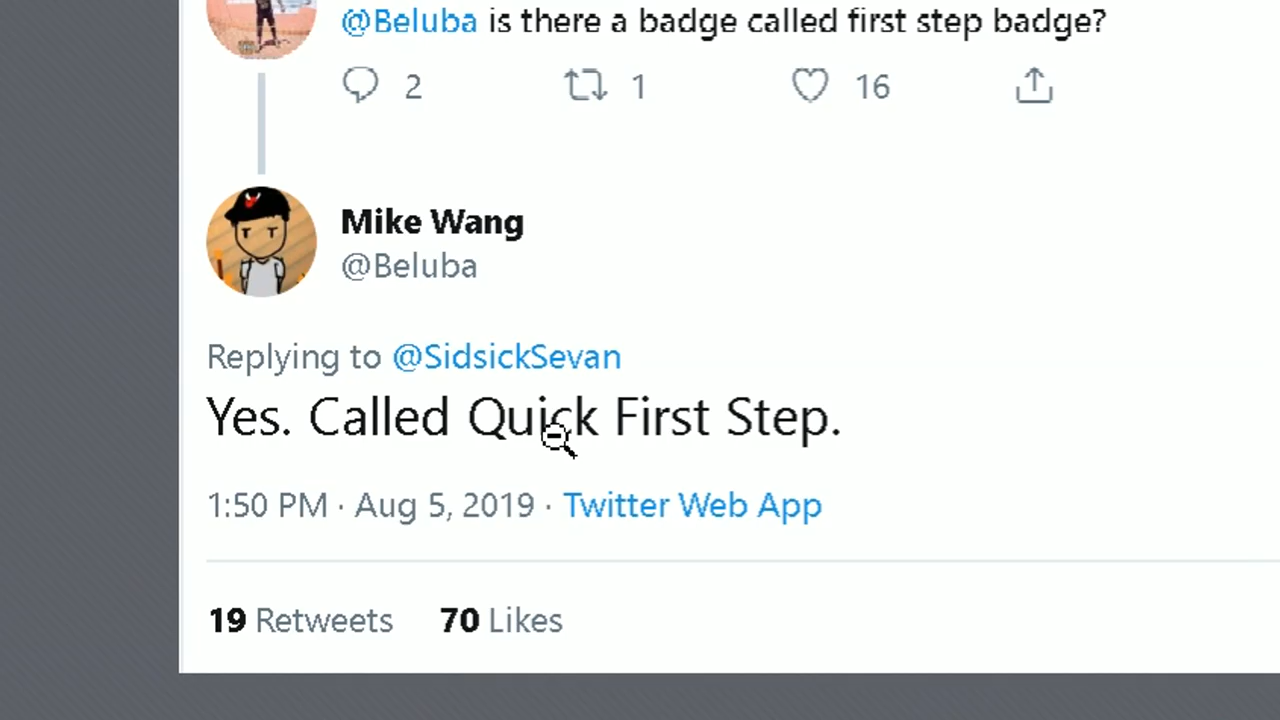 @Beluba is there a badge called first step badge?
2 1 16
Mike Wang
@Beluba
Replying to @SidsickSevan
Yes. Called Quick First Step.
1:50 PM · Aug 5, 2019 · Twitter Web App
19 Retweets 70 Likes